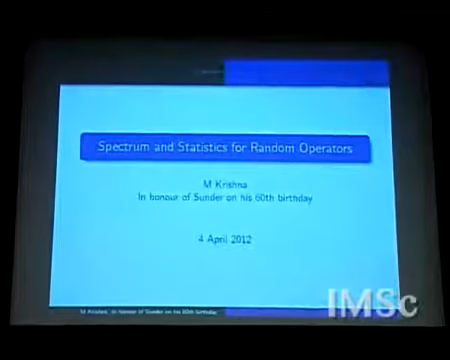 Spectrum and Statistics for Random Operators
M Krishna
In honour of Sunder on his 60th birthday
4 April 2012
M Krishna In honour of Sunder on his 60th birthday
IMSc